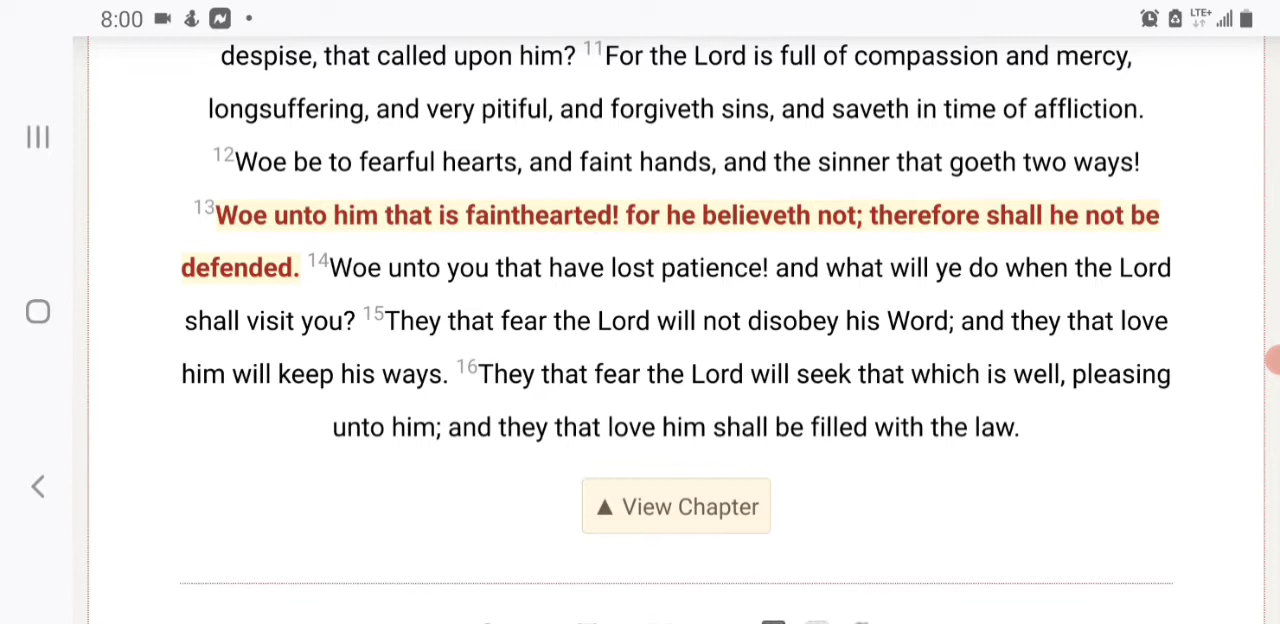 8:00 LTE+
despise, that called upon him? 11For the Lord is full of compassion and mercy,
longsuffering, and very pitiful, and forgiveth sins, and saveth in time of affliction.
12Woe be to fearful hearts, and faint hands, and the sinner that goeth two ways!
13Woe unto him that is fainthearted! for he believeth not; therefore shall he not be
defended. 14Woe unto you that have lost patience! and what will ye do when the Lord
shall visit you? 15They that fear the Lord will not disobey his Word; and they that love
him will keep his ways. 16They that fear the Lord will seek that which is well, pleasing
unto him; and they that love him shall be filled with the law.
▲ View Chapter